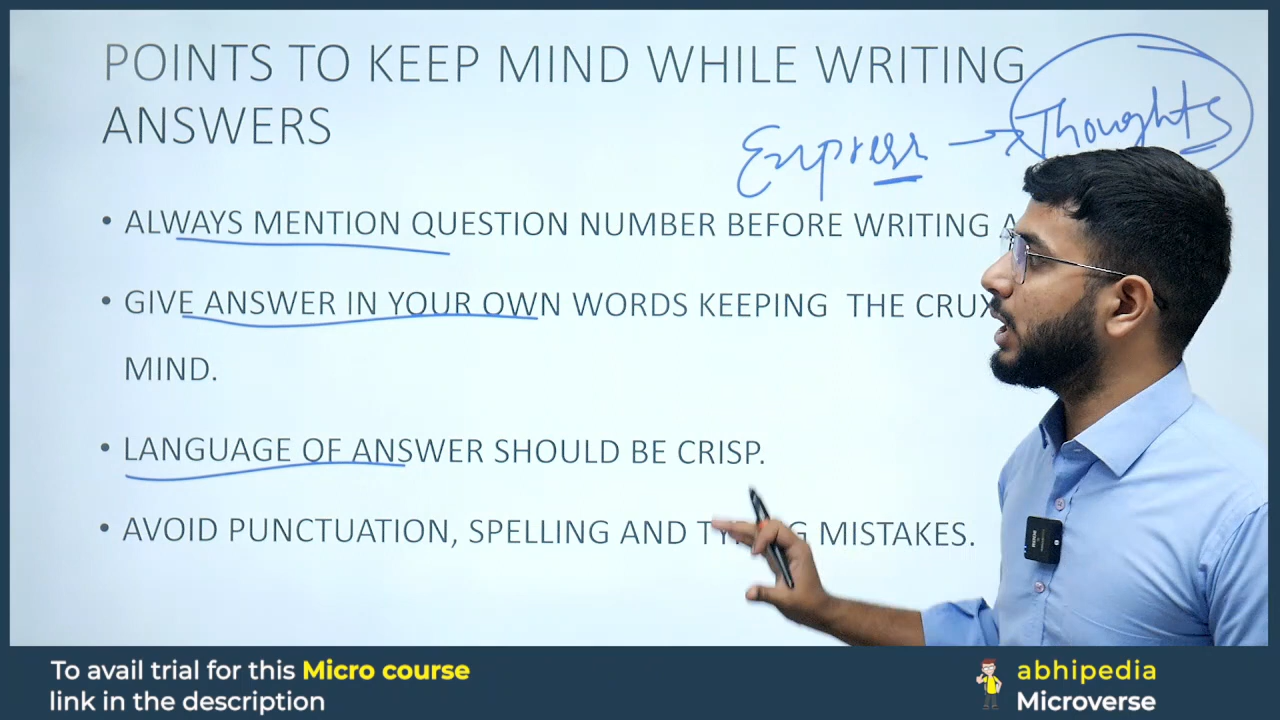 POINTS TO KEEP MIND WHILE WRITING
ANSWERS
Express → Thoughts
• ALWAYS MENTION QUESTION NUMBER BEFORE WRITING
• GIVE ANSWER IN YOUR OWN WORDS KEEPING THE CRUX
MIND.
• LANGUAGE OF ANSWER SHOULD BE CRISP.
• AVOID PUNCTUATION, SPELLING AND TYPING MISTAKES.
To avail trial for this Micro course
link in the description
abhipedia
Microverse